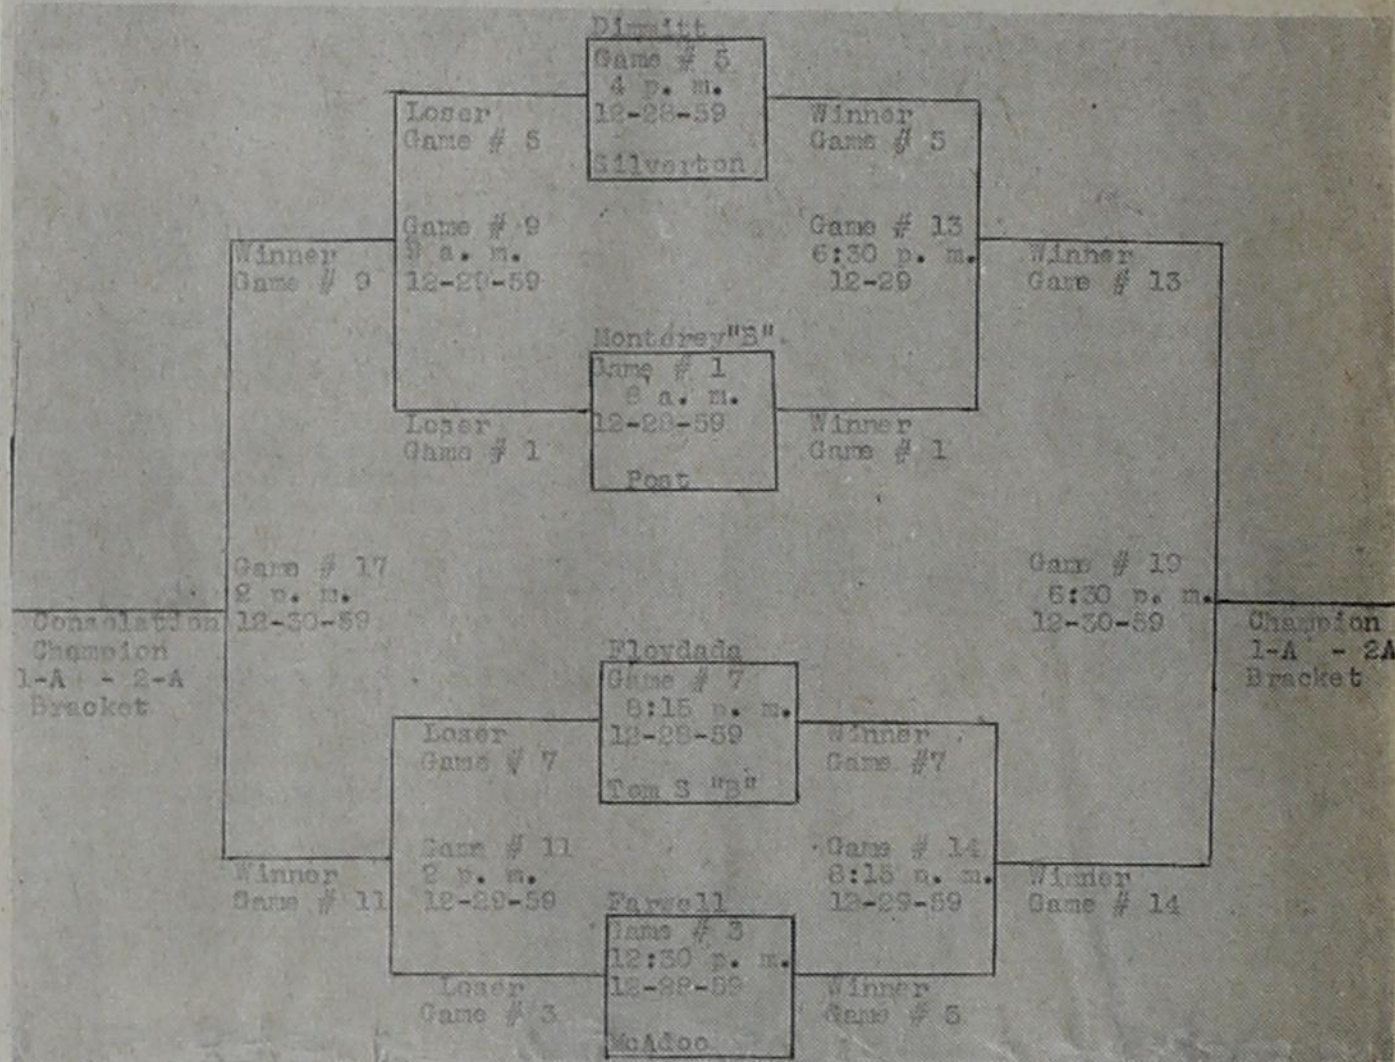 Dimmitt
Game # 5
4 p. m.
12-28-59
Silverton
Loser
Game # 5
Winner
Game # 5
Game # 9
9 a. m.
12-29-59
Game # 13
6:30 p. m.
12-29
Winner
Game # 9
Winner
Game # 13
Monterey "B"
Game # 1
a. m.
12-28-59
Post
Loser
Game # 1
Winner
Game # 1
Game # 17
2 p. m.
12-30-59
Game # 19
6:30 p. m.
12-30-59
Consolation
Champion
1-A - 2-A
Bracket
Champion
1-A - 2A
Bracket
Floydada
Game # 7
8:15 p. m.
12-28-59
Tom S "B"
Loser
Game # 7
Winner
Game #7
Game # 11
2 p. m.
12-29-59
Game # 14
8:15 p. m.
12-29-59
Winner
Game # 11
Winner
Game # 14
Farwell
Game # 3
12:30 p. m.
12-28-59
McAdoo
Loser
Game # 3
Winner
Game #